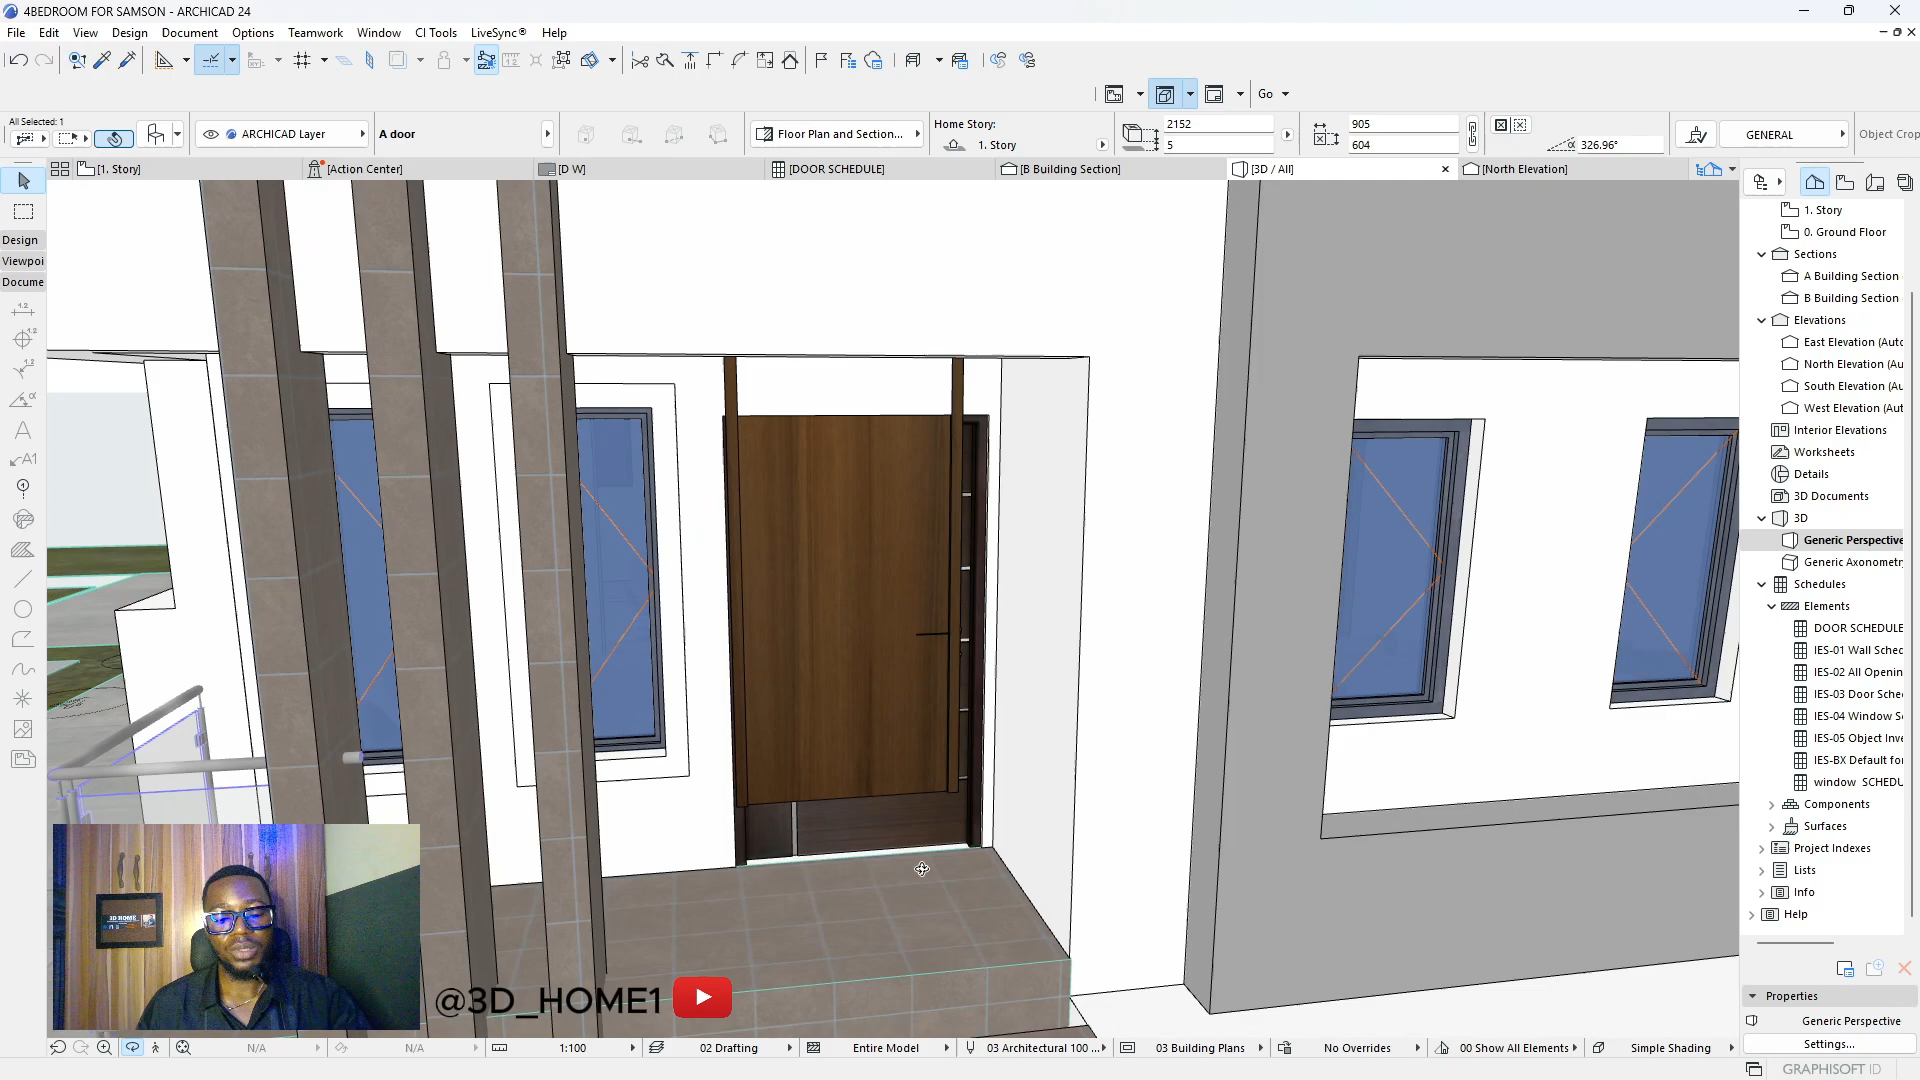 4BEDROOM FOR SAMSON - ARCHICAD 24
File Edit View Design Document Options Teamwork Window CI Tools LiveSync® Help
Go
All Selected: 1
ARCHICAD Layer
A door
Floor Plan and Section...
Home Story:
1. Story
2152
5
905
604
326.96°
GENERAL
Object Crop
[1. Story]
[Action Center]
[D W]
[DOOR SCHEDULE]
[B Building Section]
[3D / All]
[North Elevation]
Design
Viewpoi
Docume
1. Story
0. Ground Floor
Sections
A Building Section
B Building Section
Elevations
East Elevation (Auto
North Elevation (Au
South Elevation (Au
West Elevation (Aut
Interior Elevations
Worksheets
Details
3D Documents
3D
Generic Perspective
Generic Axonometr
Schedules
Elements
DOOR SCHEDULE
IES-01 Wall Sched
IES-02 All Openin
IES-03 Door Sche
IES-04 Window S
IES-05 Object Inve
IES-BX Default for
window SCHEDU
Components
Surfaces
Project Indexes
Lists
Info
Help
Properties
Generic Perspective
Settings...
3D HOME
@3D_HOME1
N/A
N/A
1:100
02 Drafting
Entire Model
03 Architectural 100 ...
03 Building Plans
No Overrides
00 Show All Elements
Simple Shading
GRAPHISOFT ID